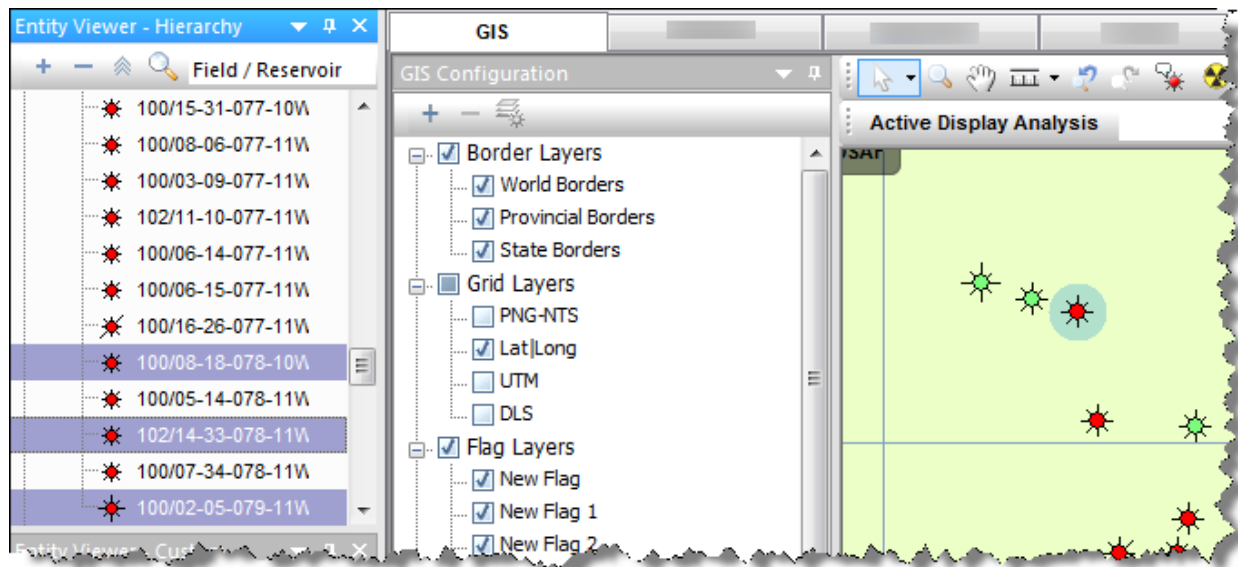 Entity Viewer - Hierarchy
Field / Reservoir
100/15-31-077-10W
100/08-06-077-11W
100/03-09-077-11W
102/11-10-077-11W
100/06-14-077-11W
100/06-15-077-11W
100/16-26-077-11W
100/08-18-078-10W
100/05-14-078-11W
102/14-33-078-11W
100/07-34-078-11W
100/02-05-079-11W
Entity Viewer - Cust
GIS
GIS Configuration
Border Layers
World Borders
Provincial Borders
State Borders
Grid Layers
PNG-NTS
Lat|Long
UTM
DLS
Flag Layers
New Flag
New Flag 1
New Flag 2
Active Display Analysis